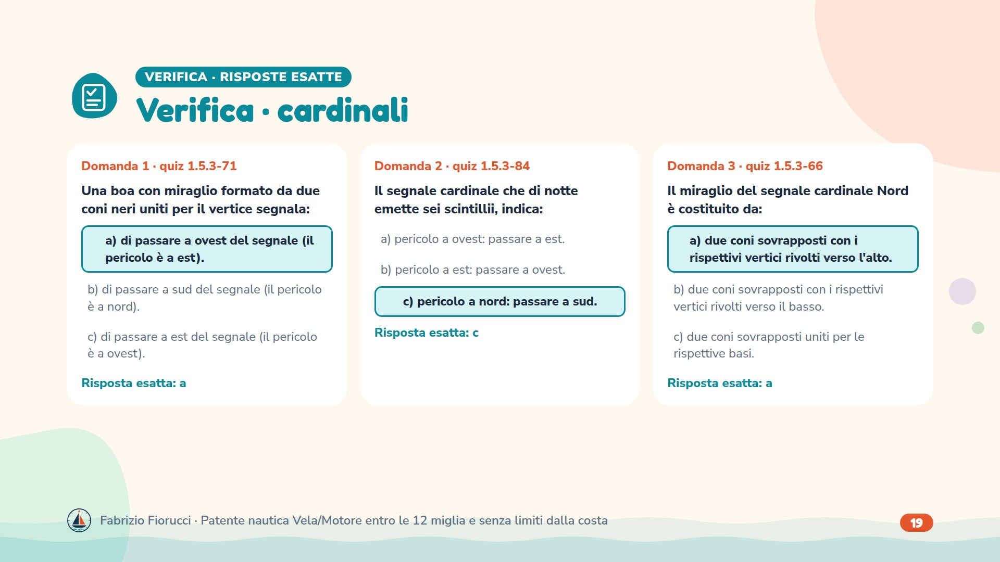 VERIFICA · RISPOSTE ESATTE
Verifica · cardinali
Domanda 1 · quiz 1.5.3-71
Una boa con miraglio formato da due
coni neri uniti per il vertice segnala:
a) di passare a ovest del segnale (il
pericolo è a est).
b) di passare a sud del segnale (il pericolo
è a nord).
c) di passare a est del segnale (il pericolo
è a ovest).
Risposta esatta: a
Domanda 2 · quiz 1.5.3-84
Il segnale cardinale che di notte
emette sei scintillii, indica:
a) pericolo a ovest: passare a est.
b) pericolo a est: passare a ovest.
c) pericolo a nord: passare a sud.
Risposta esatta: c
Domanda 3 · quiz 1.5.3-66
Il miraglio del segnale cardinale Nord
è costituito da:
a) due coni sovrapposti con i
rispettivi vertici rivolti verso l'alto.
b) due coni sovrapposti con i rispettivi
vertici rivolti verso il basso.
c) due coni sovrapposti uniti per le
rispettive basi.
Risposta esatta: a
Fabrizio Fiorucci · Patente nautica Vela/Motore entro le 12 miglia e senza limiti dalla costa
19